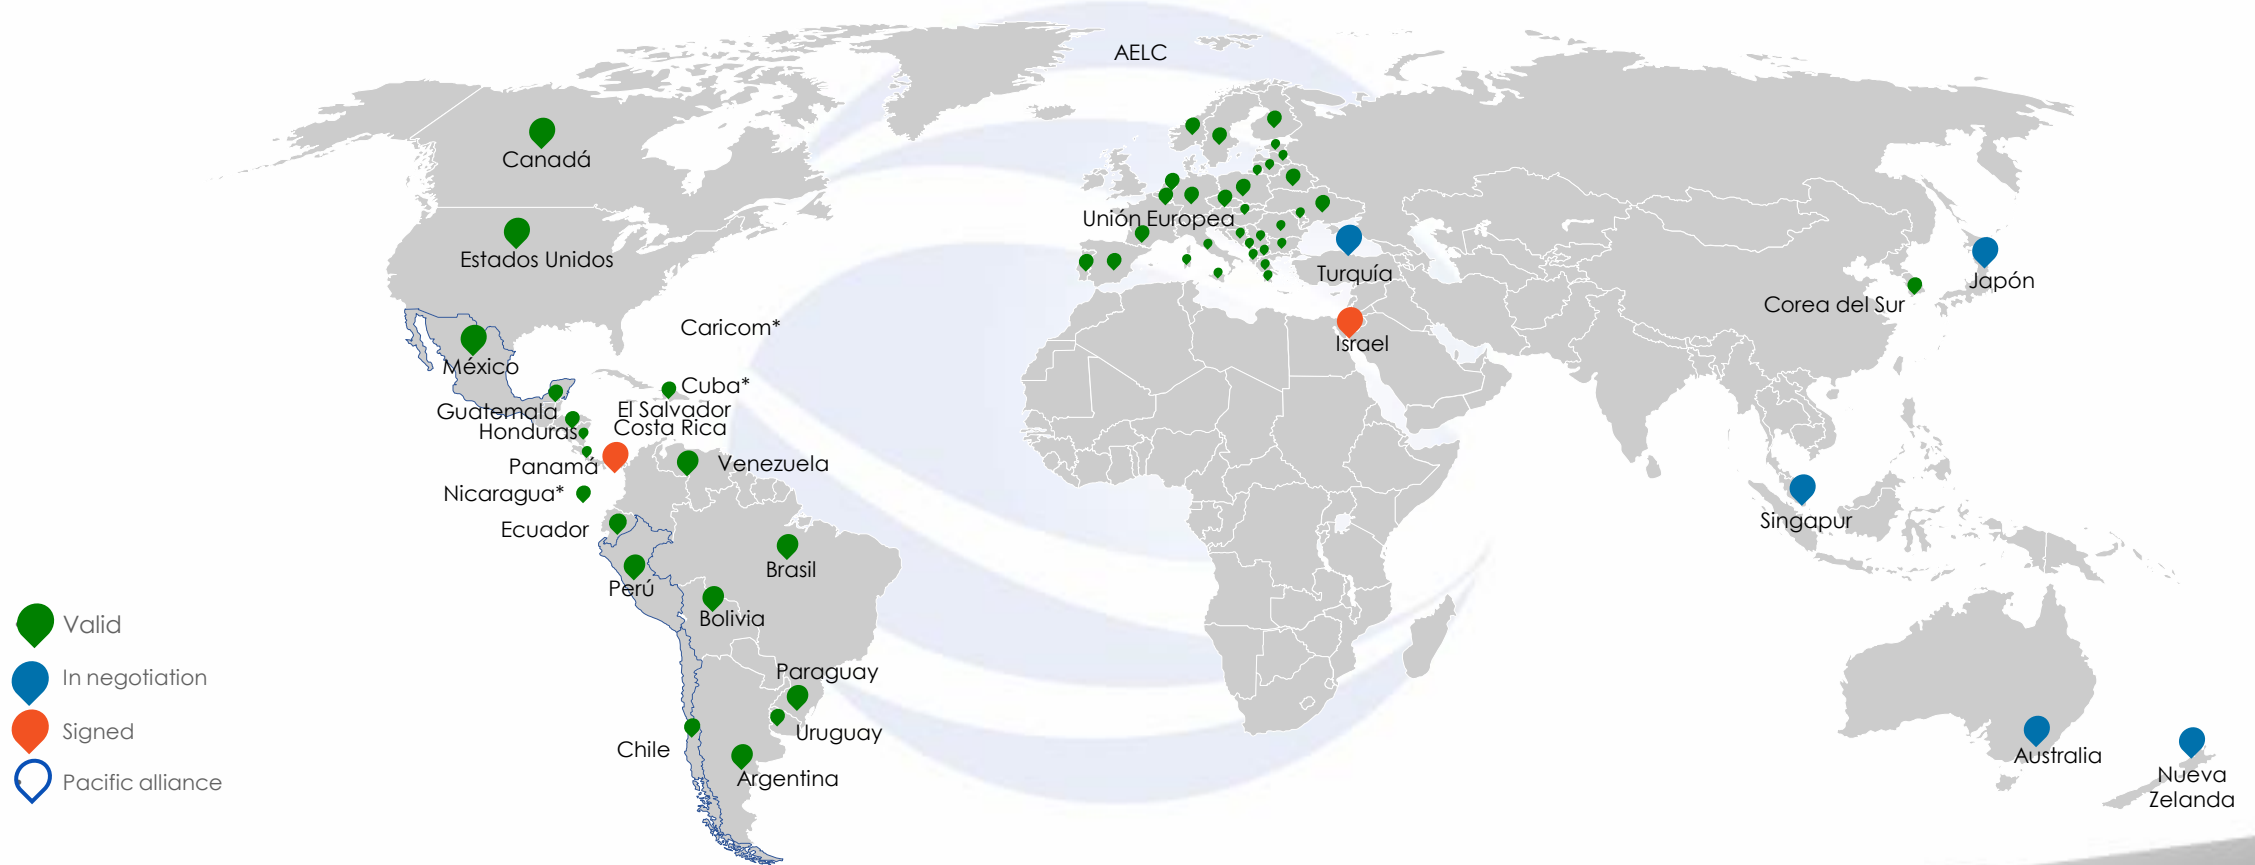 AELC
Canadá
Estados Unidos
Unión Europea
Turquía
Japón
Corea del Sur
Israel
Caricom*
México
Cuba*
Guatemala
El Salvador
Honduras
Costa Rica
Panamá
Venezuela
Nicaragua*
Ecuador
Singapur
Brasil
Perú
Bolivia
Paraguay
Uruguay
Chile
Argentina
Australia
Nueva
Zelanda
Valid
In negotiation
Signed
Pacific alliance